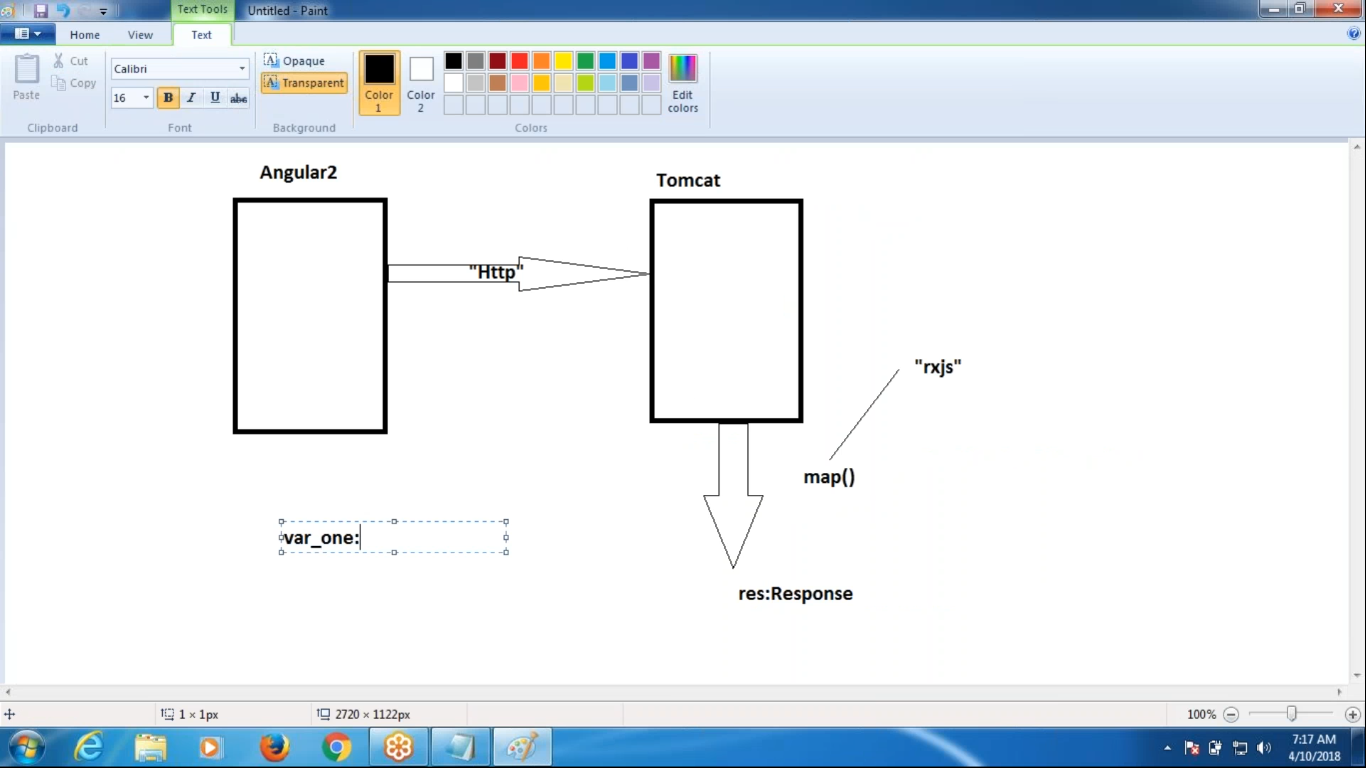 Text Tools
Untitled - Paint
Home
View
Text
Cut
Copy
Paste
Clipboard
Calibri
16
B I U abc
Font
Opaque
Transparent
Background
Color 1
Color 2
Edit colors
Colors
Angular2
Tomcat
"Http"
"rxjs"
map()
var_one:
res:Response
1 × 1px
2720 × 1122px
100%
7:17 AM
4/10/2018